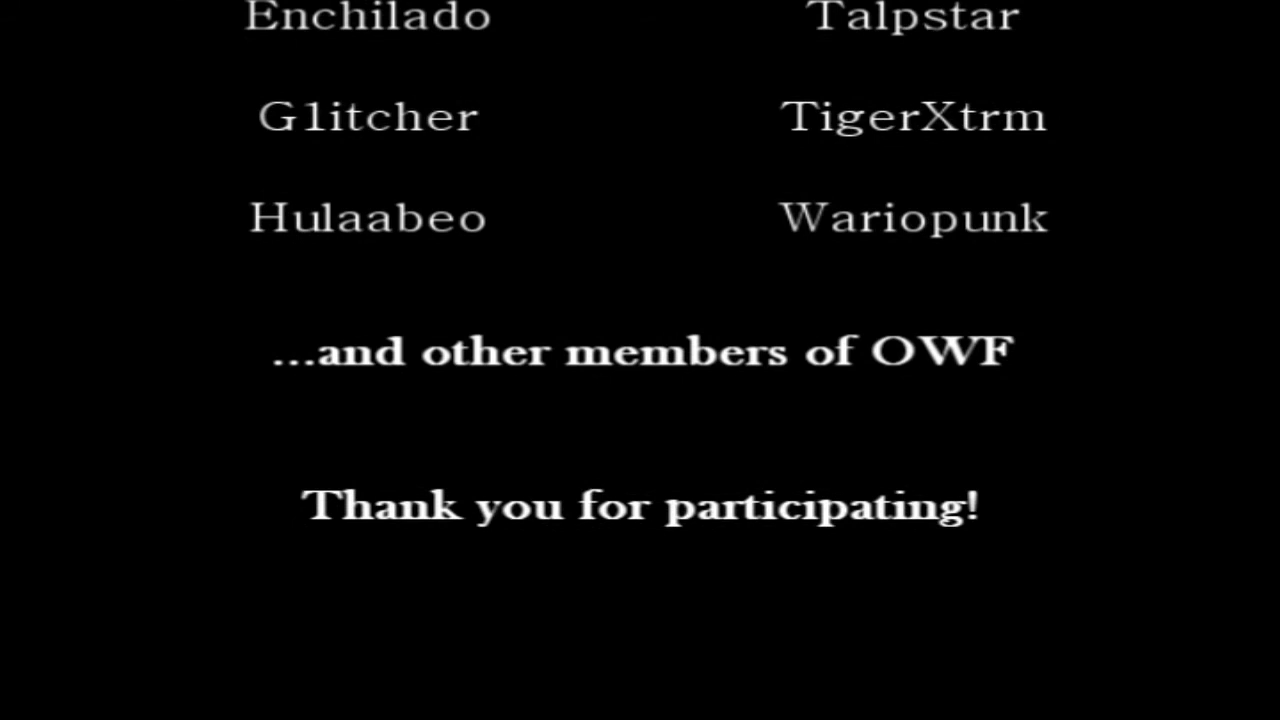 Enchilado Talpstar
G1itcher TigerXtrm
Hulaabeo Wariopunk
...and other members of OWF
Thank you for participating!